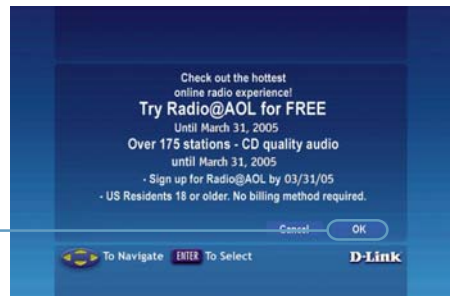 Check out the hottest
online radio experience!
Try Radio@AOL for FREE
Until March 31, 2005
Over 175 stations - CD quality audio
until March 31, 2005
- Sign up for Radio@AOL by 03/31/05
- US Residents 18 or older. No billing method required.
Cancel OK
To Navigate ENTER To Select D-Link